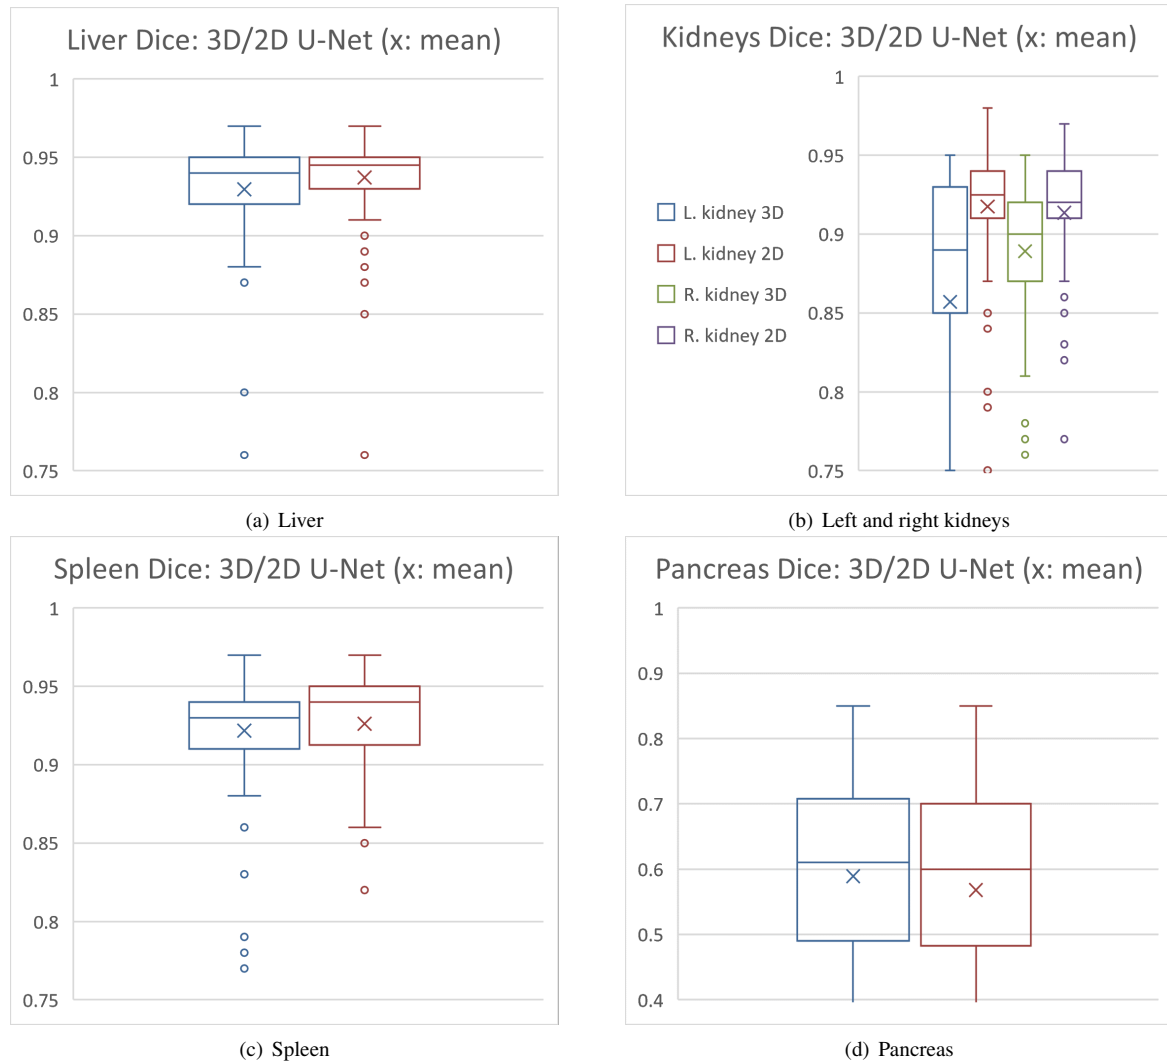 Liver Dice: 3D/2D U-Net (x: mean)
1
0.95
0.9
0.85
0.8
0.75
(a) Liver
Kidneys Dice: 3D/2D U-Net (x: mean)
1
0.95
0.9
0.85
0.8
0.75
L. kidney 3D
L. kidney 2D
R. kidney 3D
R. kidney 2D
(b) Left and right kidneys
Spleen Dice: 3D/2D U-Net (x: mean)
1
0.95
0.9
0.85
0.8
0.75
(c) Spleen
Pancreas Dice: 3D/2D U-Net (x: mean)
1
0.9
0.8
0.7
0.6
0.5
0.4
(d) Pancreas